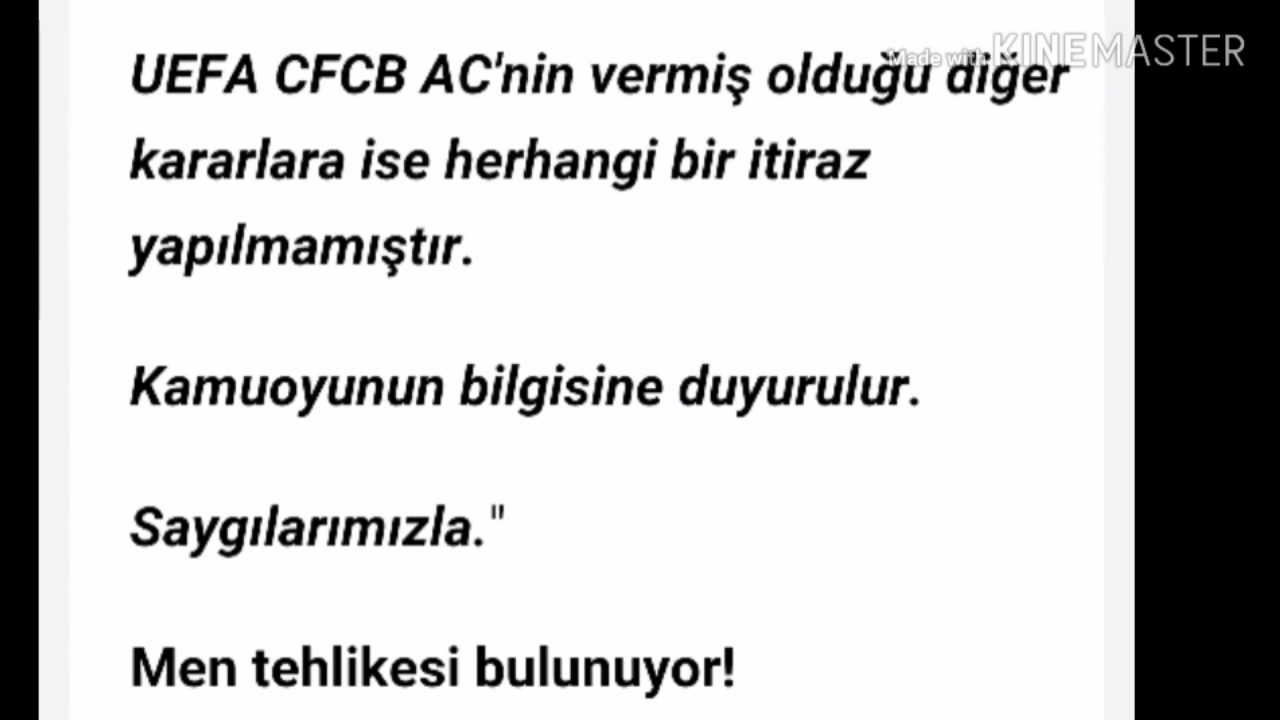 Made with KINEMASTER
UEFA CFCB AC'nin vermiş olduğu diğer
kararlara ise herhangi bir itiraz
yapılmamıştır.
Kamuoyunun bilgisine duyurulur.
Saygılarımızla."
Men tehlikesi bulunuyor!